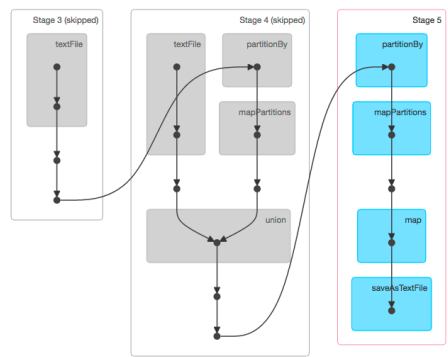 Stage 3 (skipped)
textFile
Stage 4 (skipped)
textFile
partitionBy
mapPartitions
union
Stage 5
partitionBy
mapPartitions
map
saveAsTextFile